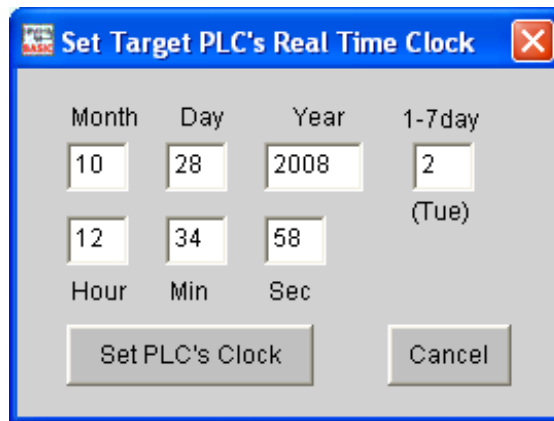 Set Target PLC's Real Time Clock
Month Day Year 1-7day
10 28 2008 2
(Tue)
12 34 58
Hour Min Sec
Set PLC's Clock Cancel